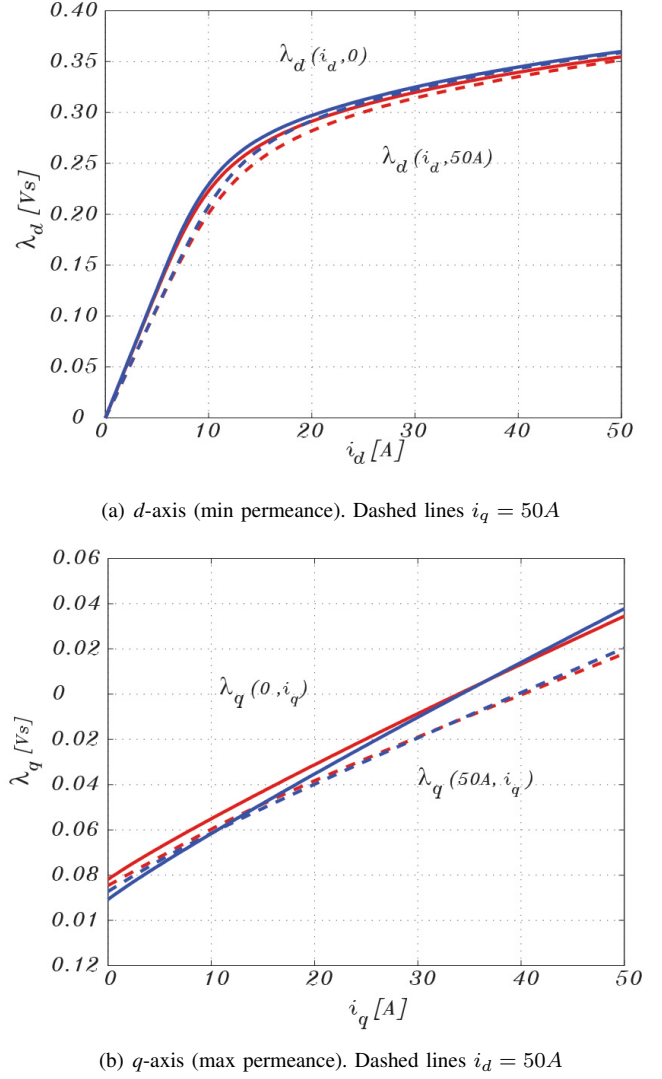 0.40
λd(id,0)
0.35
0.30
λd(id,50A)
0.25
λd [Vs]
0.20
0.15
0.10
0.05
0
0 10 20 30 40 50
id [A]
(a) d-axis (min permeance). Dashed lines iq = 50A
0.06
0.04
0.02
λq(0,iq)
0
λq [Vs]
0.02
λq(50A,iq)
0.04
0.06
0.08
0.01
0.12
0 10 20 30 40 50
iq [A]
(b) q-axis (max permeance). Dashed lines id = 50A